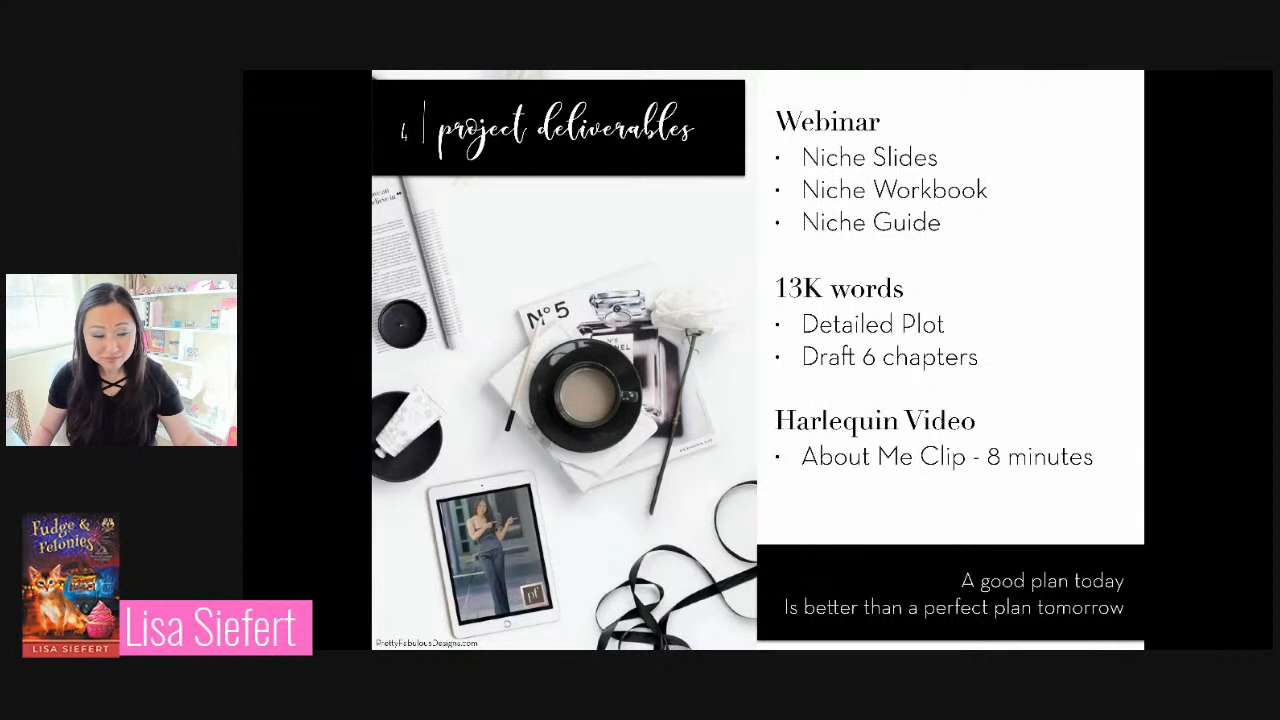 4 | project deliverables
Webinar
• Niche Slides
• Niche Workbook
• Niche Guide
13K words
• Detailed Plot
• Draft 6 chapters
Harlequin Video
• About Me Clip - 8 minutes
A good plan today
Is better than a perfect plan tomorrow
Nº5
pf
PrettyFabulousDesigns.com
Fudge &
Felonies
LISA SIEFERT
Lisa Siefert